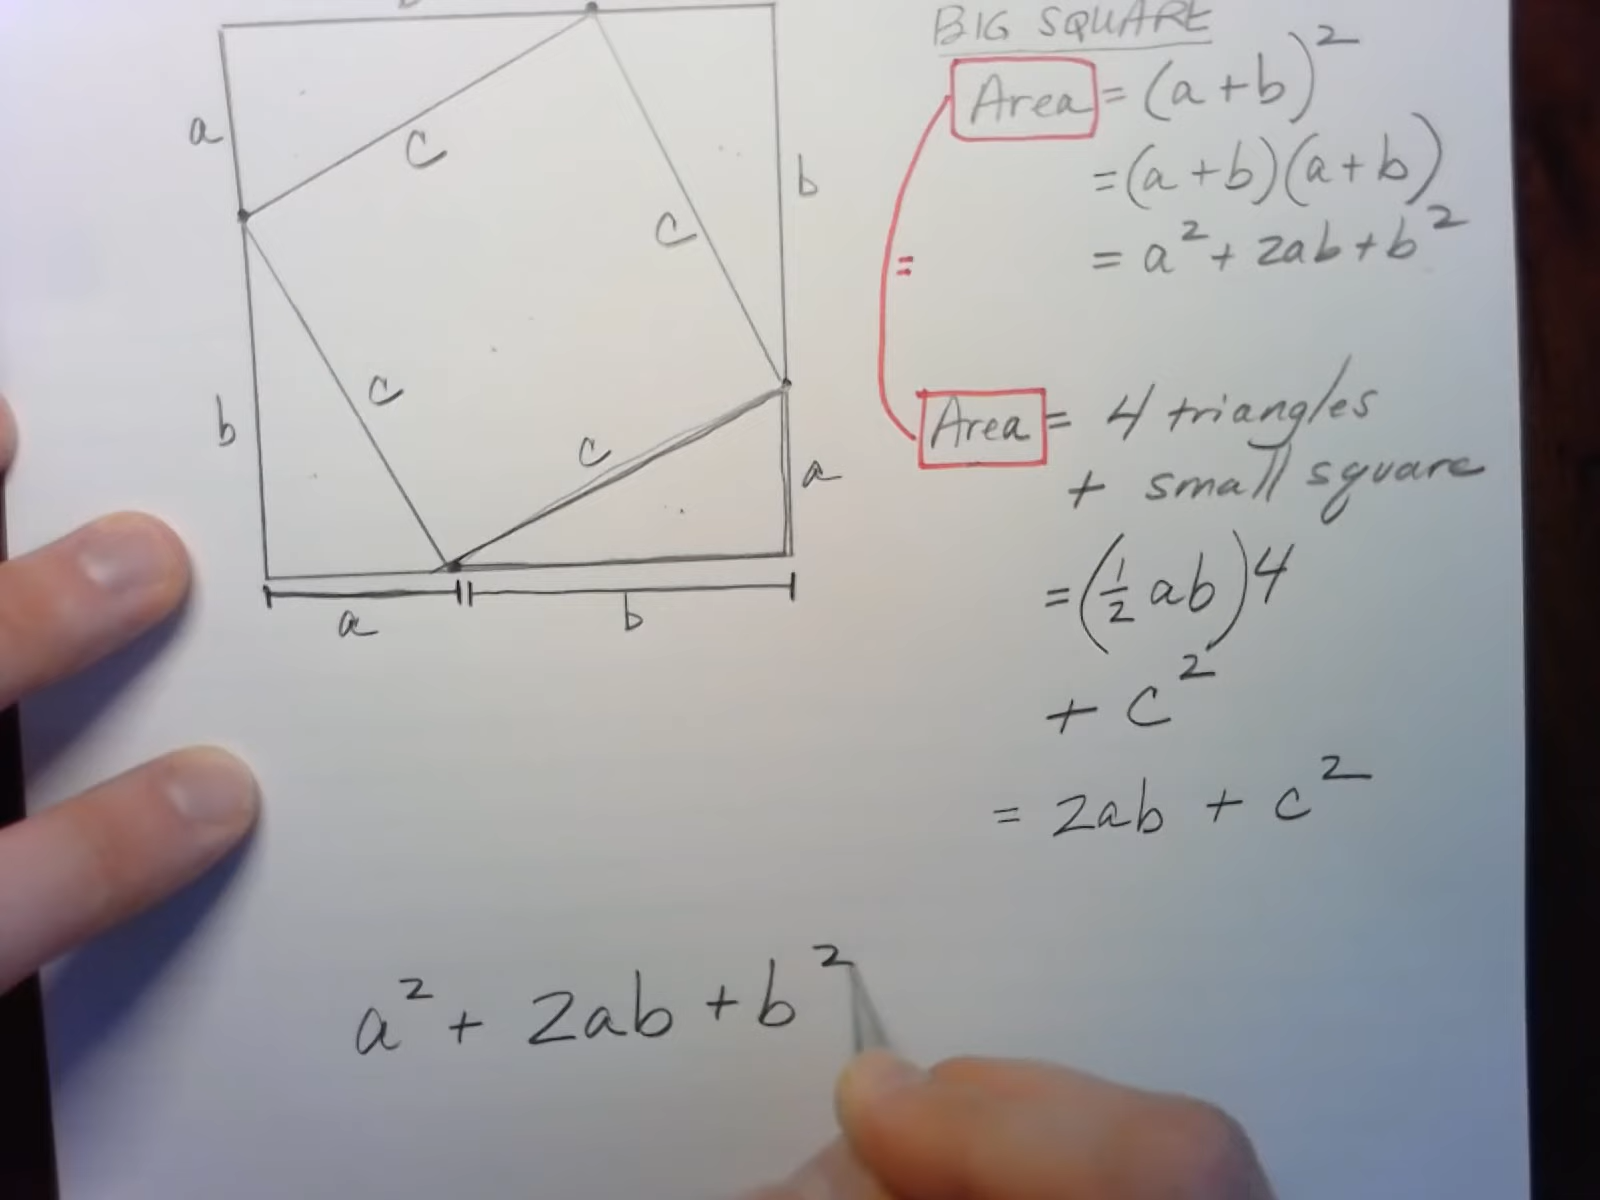 BIG SQUARE
Area = (a+b)²
= (a+b)(a+b)
= a² + 2ab + b²
=
Area = 4 triangles
+ small square
= (1/2 ab)4
+ c²
= 2ab + c²
a
c
c
b
b
c
c
a
a
b
a² + 2ab + b²